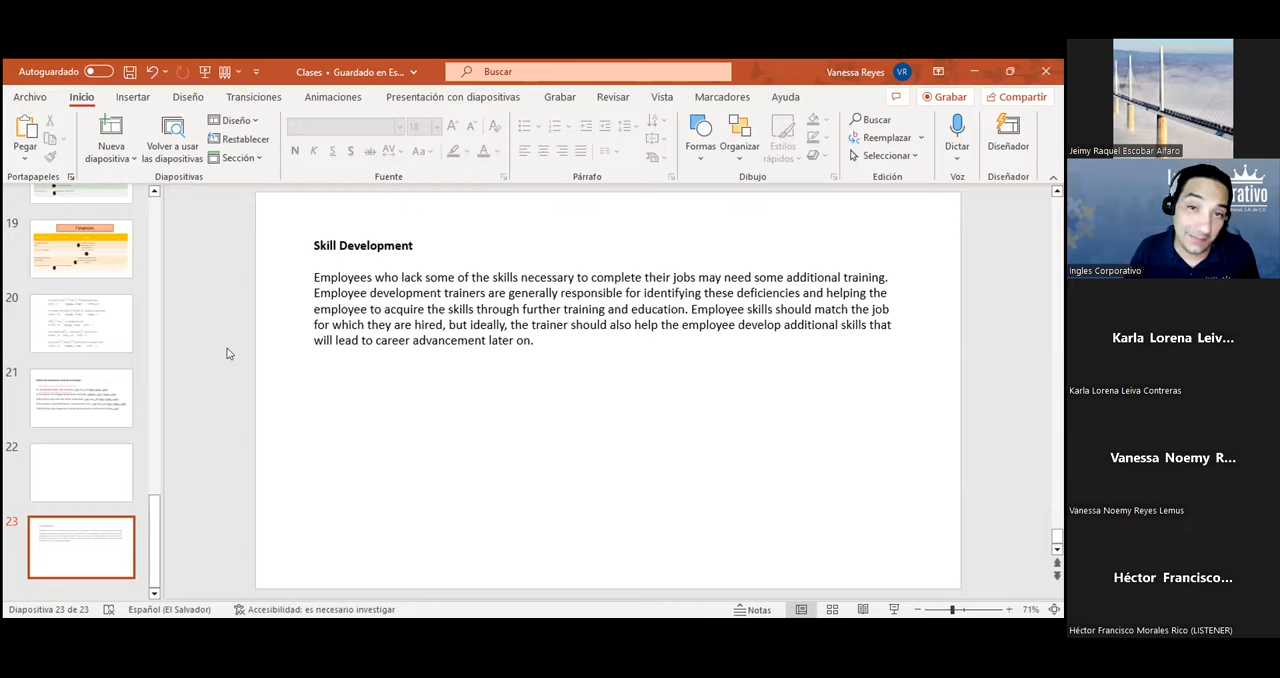 Autoguardado
Clases • Guardado en Es...
Buscar
Vanessa Reyes
VR
Archivo Inicio Insertar Diseño Transiciones Animaciones Presentación con diapositivas Grabar Revisar Vista Marcadores Ayuda
Grabar
Compartir
Pegar
Portapapeles
Nueva diapositiva
Volver a usar las diapositivas
Diseño
Restablecer
Sección
Diapositivas
18
N K S S ab AV Aa A
Fuente
Párrafo
Formas
Organizar
Estilos rápidos
Dibujo
Buscar
Reemplazar
Seleccionar
Edición
Dictar
Voz
Diseñador
Diseñador
19
20
21
22
23
Skill Development
Employees who lack some of the skills necessary to complete their jobs may need some additional training.
Employee development trainers are generally responsible for identifying these deficiencies and helping the
employee to acquire the skills through further training and education. Employee skills should match the job
for which they are hired, but ideally, the trainer should also help the employee develop additional skills that
will lead to career advancement later on.
Diapositiva 23 de 23
Español (El Salvador)
Accesibilidad: es necesario investigar
Notas
71%
Jeimy Raquel Escobar Alfaro
rativo
Ingles Corporativo
Karla Lorena Leiv...
Karla Lorena Leiva Contreras
Vanessa Noemy R...
Vanessa Noemy Reyes Lemus
Héctor Francisco...
Héctor Francisco Morales Rico (LISTENER)